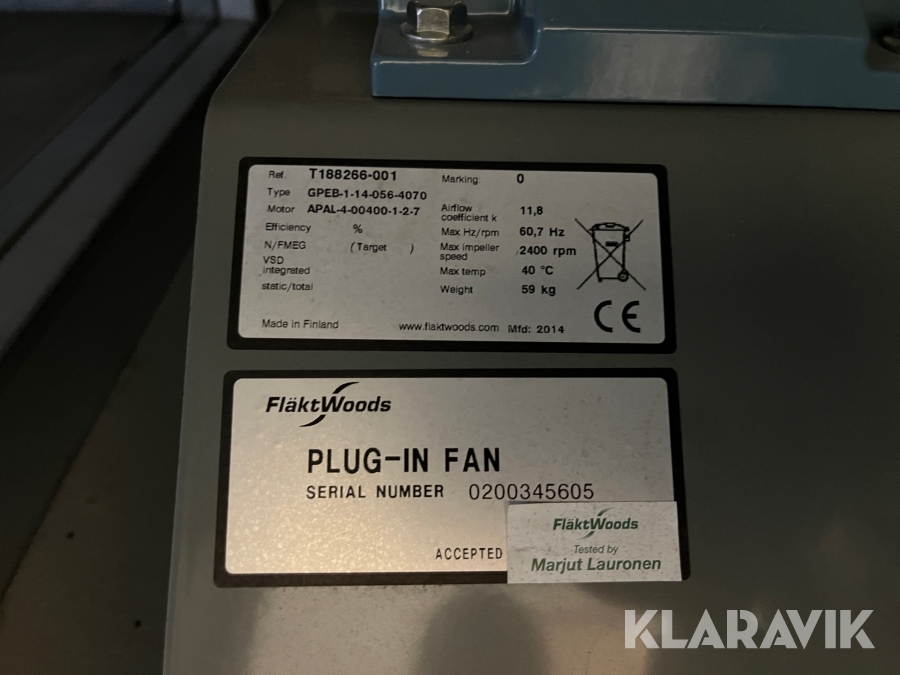 Ref. T188266-001 Marking 0
Type GPEB-1-14-056-4070
Motor APAL-4-00400-1-2-7 Airflow coefficient k 11,8
Efficiency % Max Hz/rpm 60,7 Hz
N/FMEG (Target ) Max impeller speed 2400 rpm
VSD integrated Max temp 40 °C
static/total Weight 59 kg
CE
Made in Finland www.flaktwoods.com Mfd: 2014
FläktWoods
PLUG-IN FAN
SERIAL NUMBER 0200345605
ACCEPTED
FläktWoods
Tested by
Marjut Lauronen
KLARAVIK